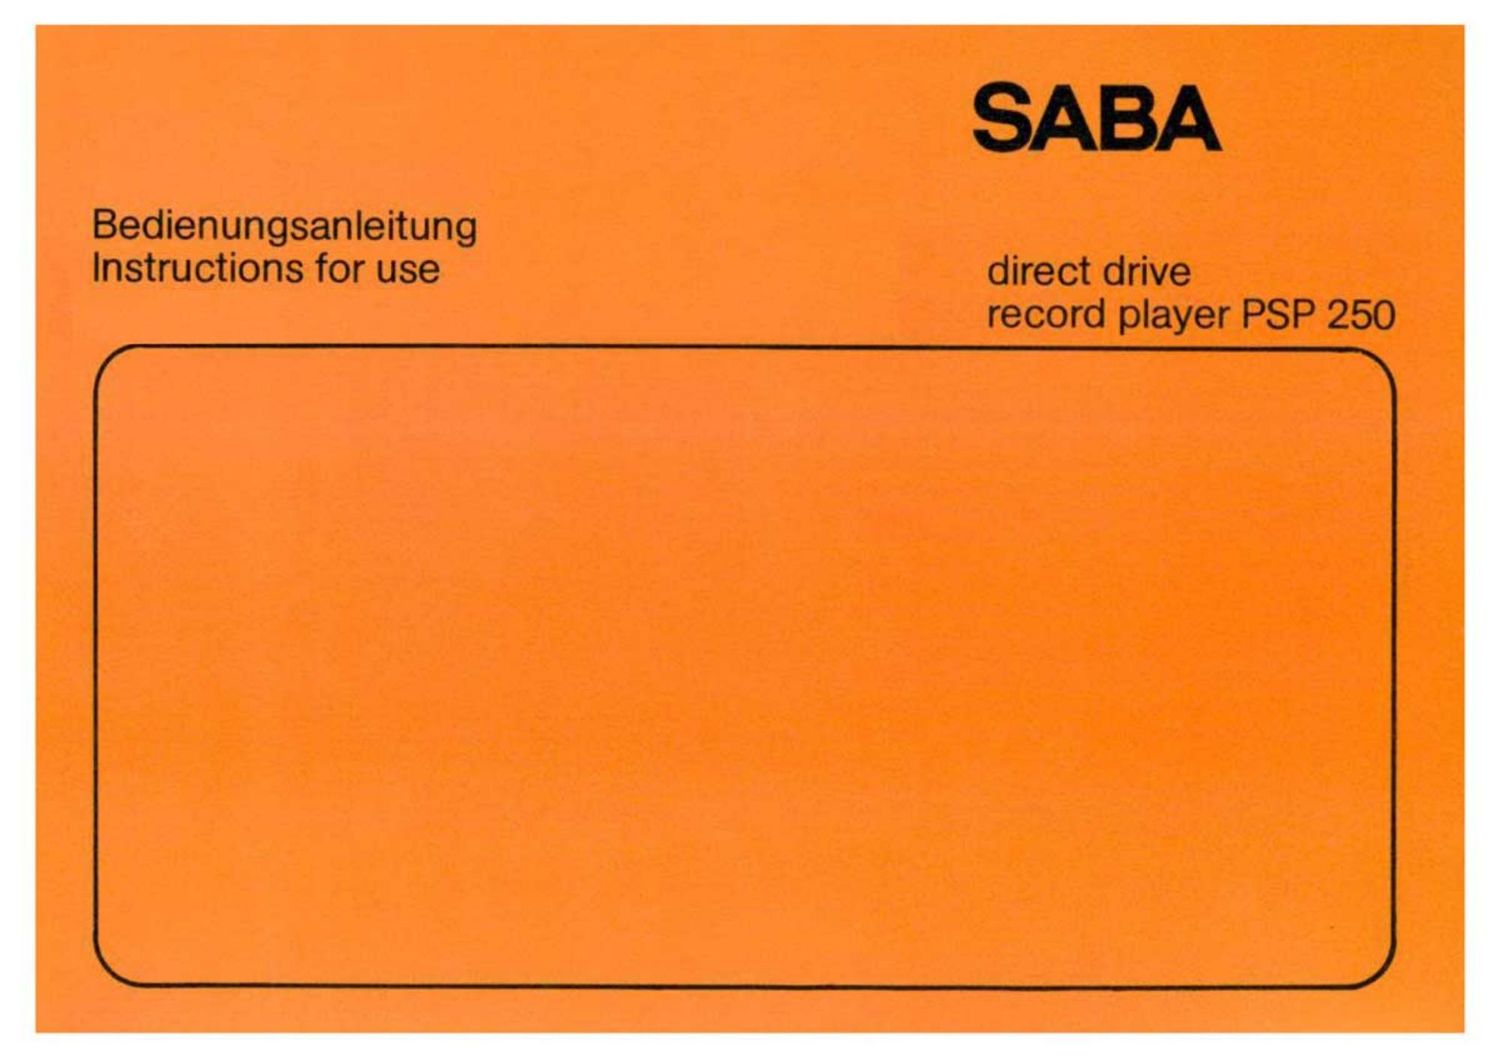 SABA
Bedienungsanleitung
Instructions for use
direct drive
record player PSP 250